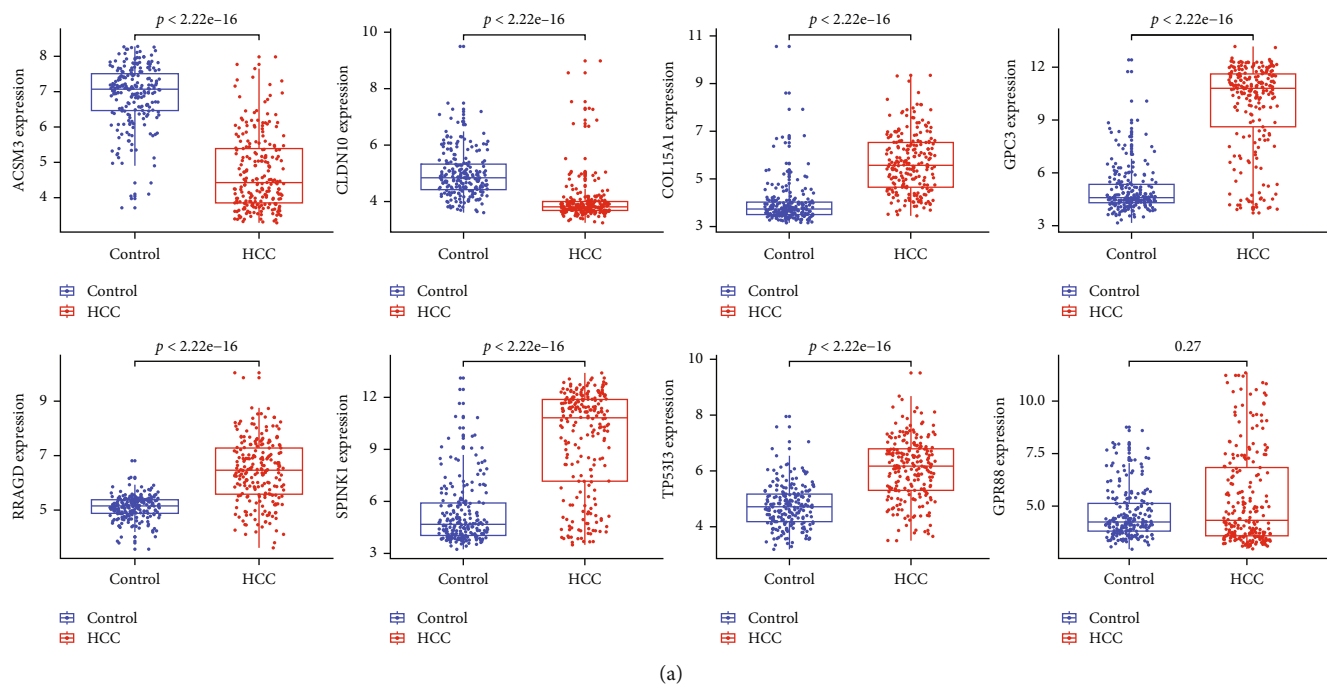 p < 2.22e–16
ACSM3 expression
8
7
6
5
4
Control
HCC
Control
HCC
p < 2.22e–16
CLDN10 expression
10
8
6
4
Control
HCC
Control
HCC
p < 2.22e–16
COL15A1 expression
11
9
7
5
3
Control
HCC
Control
HCC
p < 2.22e–16
GPC3 expression
12
9
6
3
Control
HCC
Control
HCC
p < 2.22e–16
RRAGD expression
9
7
5
Control
HCC
Control
HCC
p < 2.22e–16
SPINK1 expression
12
9
6
3
Control
HCC
Control
HCC
p < 2.22e–16
TP53I3 expression
10
8
6
4
Control
HCC
Control
HCC
0.27
GPR88 expression
10.0
7.5
5.0
Control
HCC
Control
HCC
(a)